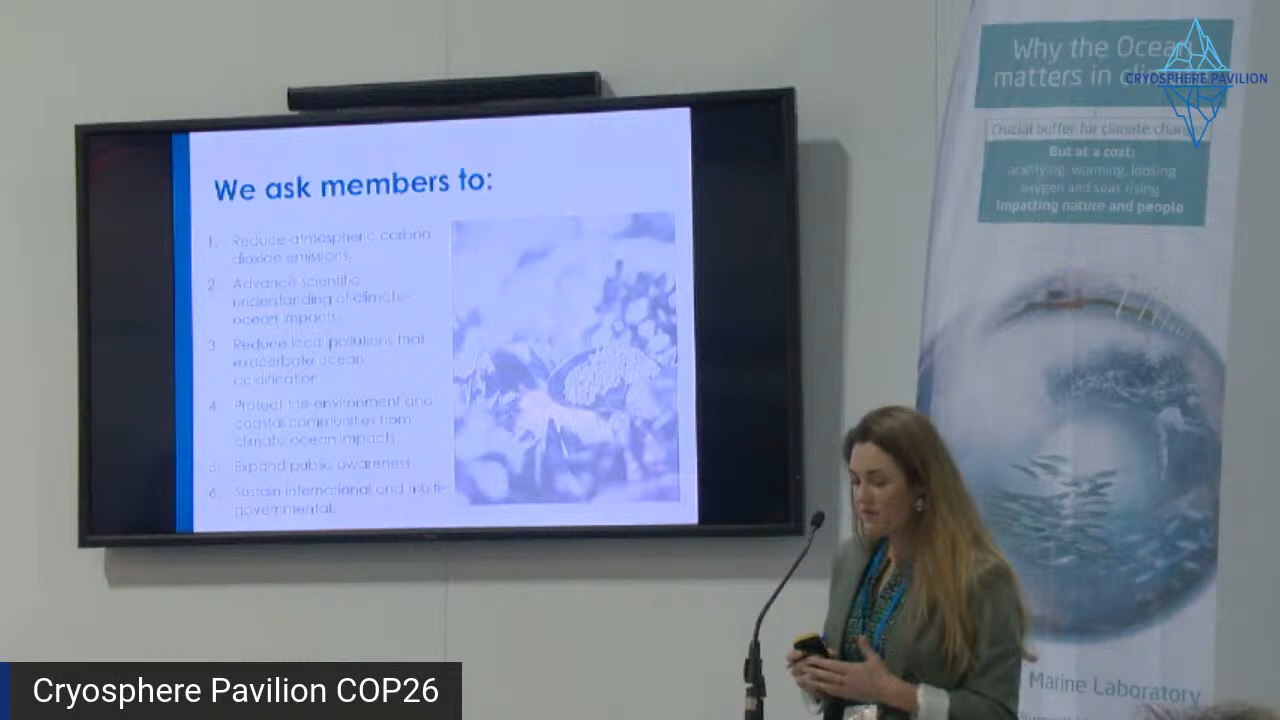 We ask members to:
1. Reduce atmospheric carbon
dioxide emissions.
2. Advance scientific
understanding of climate-
ocean impacts.
3. Reduce local pollutions that
exacerbate ocean
acidification.
4. Protect the environment and
coastal communities from
climate ocean impacts
5. Expand public awareness
6. Sustain international and multi-
governmental.
Why the Ocean
matters in
CRYOSPHERE PAVILION
Crucial buffer for climate change
But at a cost:
acidifying, warming, loosing
oxygen and seas rising
Impacting nature and people
Marine Laboratory
Cryosphere Pavilion COP26